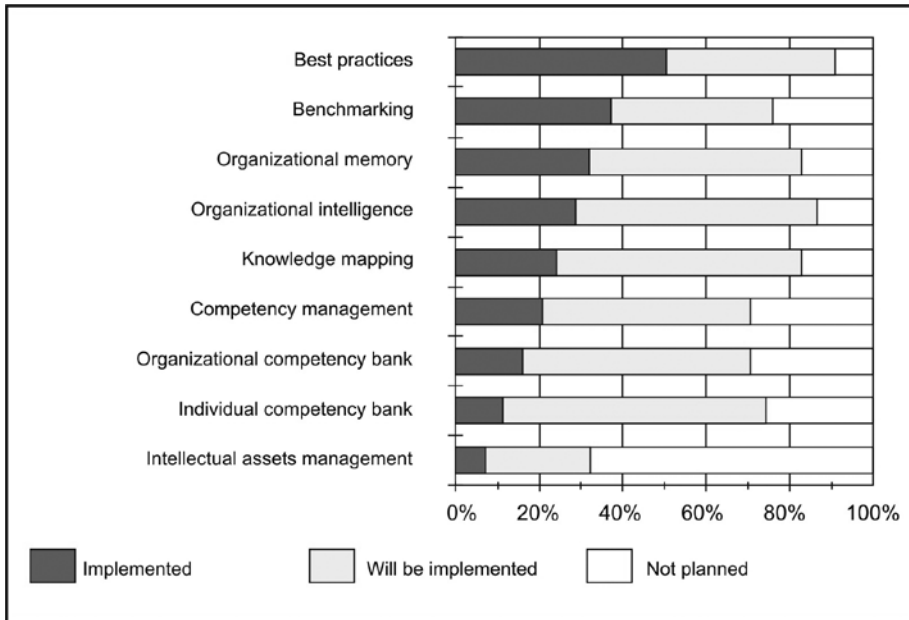 Best practices
Benchmarking
Organizational memory
Organizational intelligence
Knowledge mapping
Competency management
Organizational competency bank
Individual competency bank
Intellectual assets management
0% 20% 40% 60% 80% 100%
Implemented Will be implemented Not planned